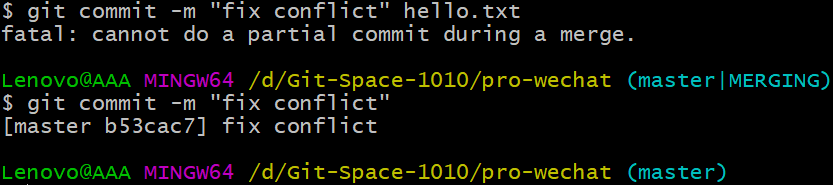 $ git commit -m "fix conflict" hello.txt
fatal: cannot do a partial commit during a merge.
Lenovo@AAA MINGW64 /d/Git-Space-1010/pro-wechat (master|MERGING)
$ git commit -m "fix conflict"
[master b53cac7] fix conflict
Lenovo@AAA MINGW64 /d/Git-Space-1010/pro-wechat (master)